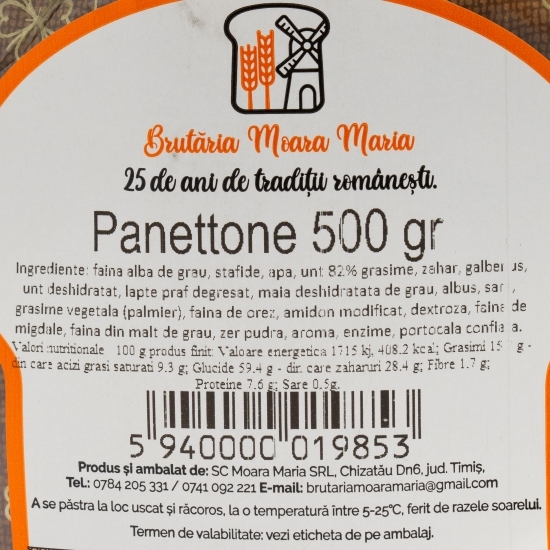 Brutăria Moara Maria
25 de ani de tradiții românești.
Panettone 500 gr
Ingrediente: faina alba de grau, stafide, apa, unt 82% grasime, zahar,
unt deshidratat, lapte praf degresat, maia deshidratata de grau, albus,
grasime vegetala (palmier), faina de orez, amidon modificat, dextroza, faina de
migdale, faina din malt de grau, zer pudra, aroma, enzime, portocala
Valori nutritionale 100 g produs finit: Valoare energetica 1715 kj, 408.2 kcal; Grasimi g -
din care acizi grasi saturati 9.3 g; Glucide 59.4 g - din care zaharuri 28.4 g; Fibre 1.7 g;
Proteine 7.6 g; Sare 0.5g.
5 940000 019853
Produs și ambalat de: SC Moara Maria SRL, Chizatău Dn6, jud. Timiș,
Tel.: 0784 205 331 / 0741 092 221 E-mail: brutariamoaramaria@gmail.com
A se păstra la loc uscat și răcoros, la o temperatură între 5-25°C, ferit de razele soarelui.
Termen de valabilitate: vezi eticheta de pe ambalaj.